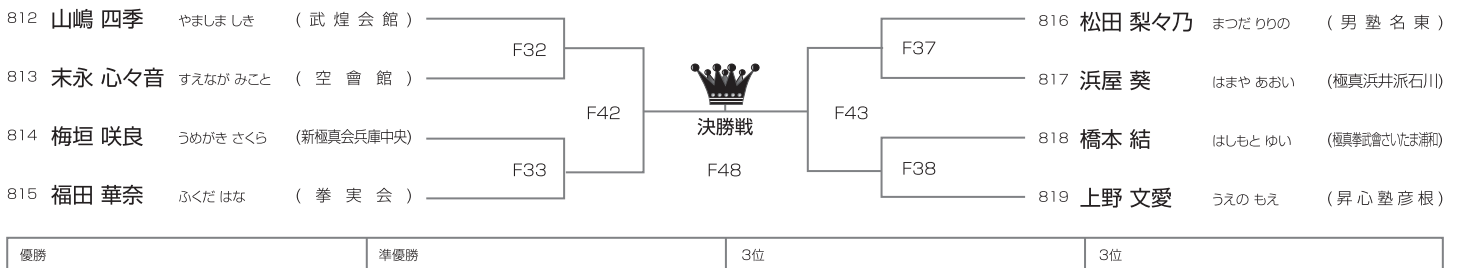 812 山嶋 四季 やましま しき (武煌会館)
813 末永 心々音 すえなが みこと (空會館)
814 梅垣 咲良 うめがき さくら (新極真会兵庫中央)
815 福田 華奈 ふくだ はな (拳実会)
F32
F33
F42
決勝戦
F48
F43
F37
F38
816 松田 梨々乃 まつだ りりの (男塾名東)
817 浜屋 葵 はまや あおい (極真浜井派石川)
818 橋本 結 はしもと ゆい (極真拳武會さいたま浦和)
819 上野 文愛 うえの もえ (昇心塾彦根)
優勝 準優勝 3位 3位